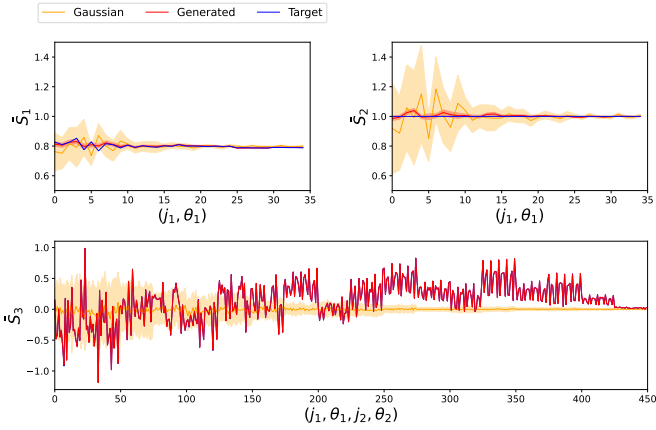 Gaussian Generated Target
1.4
1.2
1.0
0.8
0.6
S̄₁
0 5 10 15 20 25 30 35
(j₁, θ₁)
1.4
1.2
1.0
0.8
0.6
S̄₂
0 5 10 15 20 25 30 35
(j₁, θ₁)
1.0
0.5
0.0
−0.5
−1.0
S̄₃
0 50 100 150 200 250 300 350 400 450
(j₁, θ₁, j₂, θ₂)